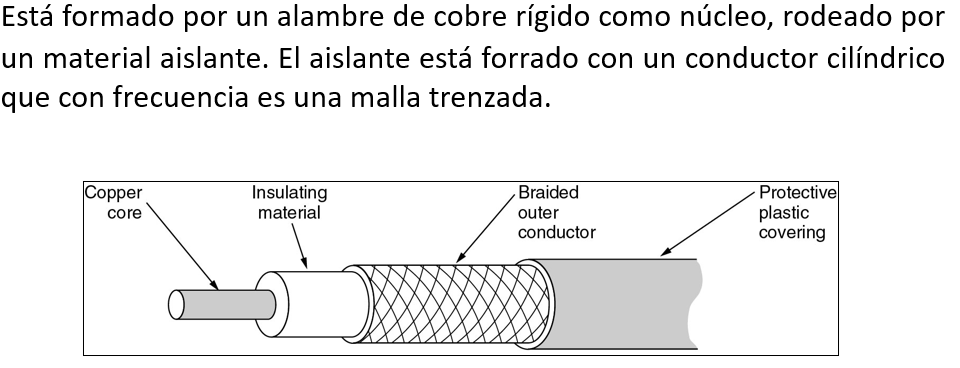 Está formado por un alambre de cobre rígido como núcleo, rodeado por
un material aislante. El aislante está forrado con un conductor cilíndrico
que con frecuencia es una malla trenzada.
Copper
core
Insulating
material
Braided
outer
conductor
Protective
plastic
covering